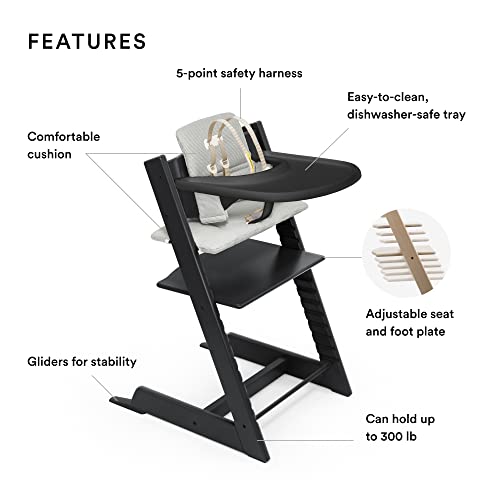 FEATURES
5-point safety harness
Easy-to-clean,
dishwasher-safe tray
Comfortable
cushion
Adjustable seat
and foot plate
Gliders for stability
Can hold up
to 300 lb